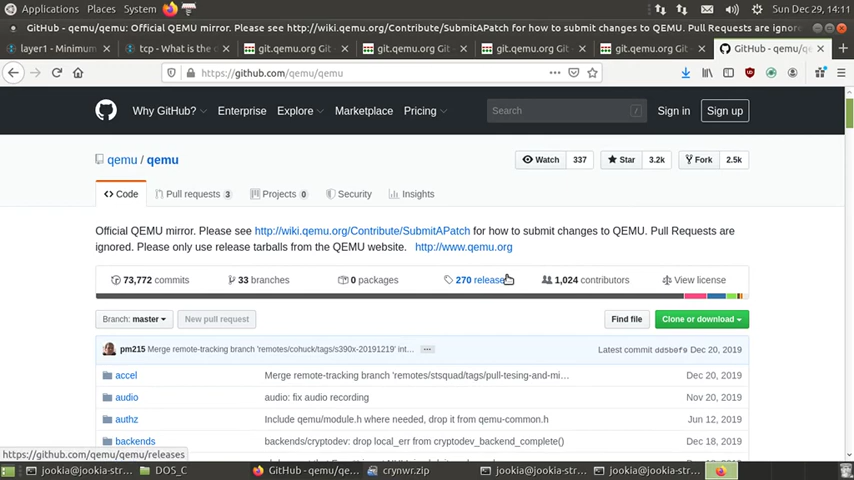 Applications Places System Sun Dec 29, 14:11
GitHub - qemu/qemu: Official QEMU mirror. Please see http://wiki.qemu.org/Contribute/SubmitAPatch for how to submit changes to QEMU. Pull Requests are ignore
layer1 - Minimum tcp - What is the d git.qemu.org Git - git.qemu.org Git - git.qemu.org Git - git.qemu.org Git - GitHub - qemu/q
https://github.com/qemu/qemu
Why GitHub? Enterprise Explore Marketplace Pricing Search / Sign in Sign up
qemu / qemu Watch 337 Star 3.2k Fork 2.5k
Code Pull requests 3 Projects 0 Security Insights
Official QEMU mirror. Please see http://wiki.qemu.org/Contribute/SubmitAPatch for how to submit changes to QEMU. Pull Requests are
ignored. Please only use release tarballs from the QEMU website. http://www.qemu.org
73,772 commits 33 branches 0 packages 270 release 1,024 contributors View license
Branch: master New pull request Find file Clone or download
pm215 Merge remote-tracking branch 'remotes/cohuck/tags/s390x-20191219' int… ... Latest commit dd5b0f9 Dec 20, 2019
accel Merge remote-tracking branch 'remotes/stsquad/tags/pull-tesing-and-mi… Dec 20, 2019
audio audio: fix audio recording Nov 20, 2019
authz Include qemu/module.h where needed, drop it from qemu-common.h Jun 12, 2019
backends backends/cryptodev: drop local_err from cryptodev_backend_complete() Dec 18, 2019
https://github.com/qemu/qemu/releases
jookia@jookia-str... DOS_C GitHub - qemu/qe... crynwr.zip jookia@jookia-str... jookia@jookia-str...